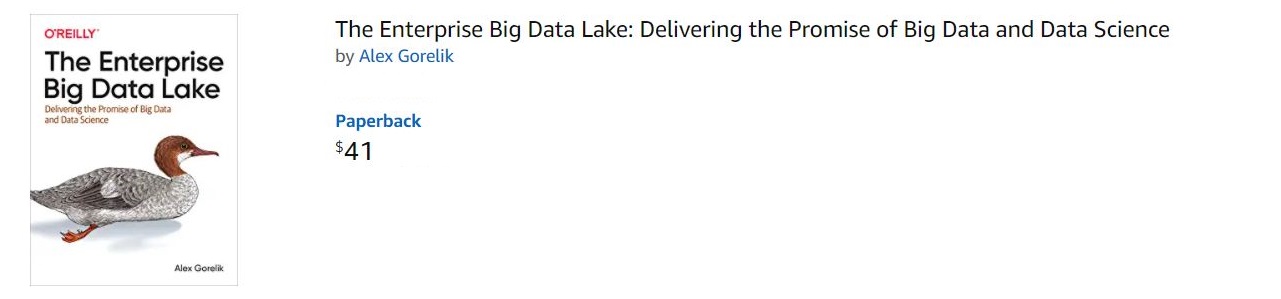 O'REILLY
The Enterprise
Big Data Lake
Delivering the Promise of Big Data
and Data Science
Alex Gorelik
The Enterprise Big Data Lake: Delivering the Promise of Big Data and Data Science
by Alex Gorelik
Paperback
$41